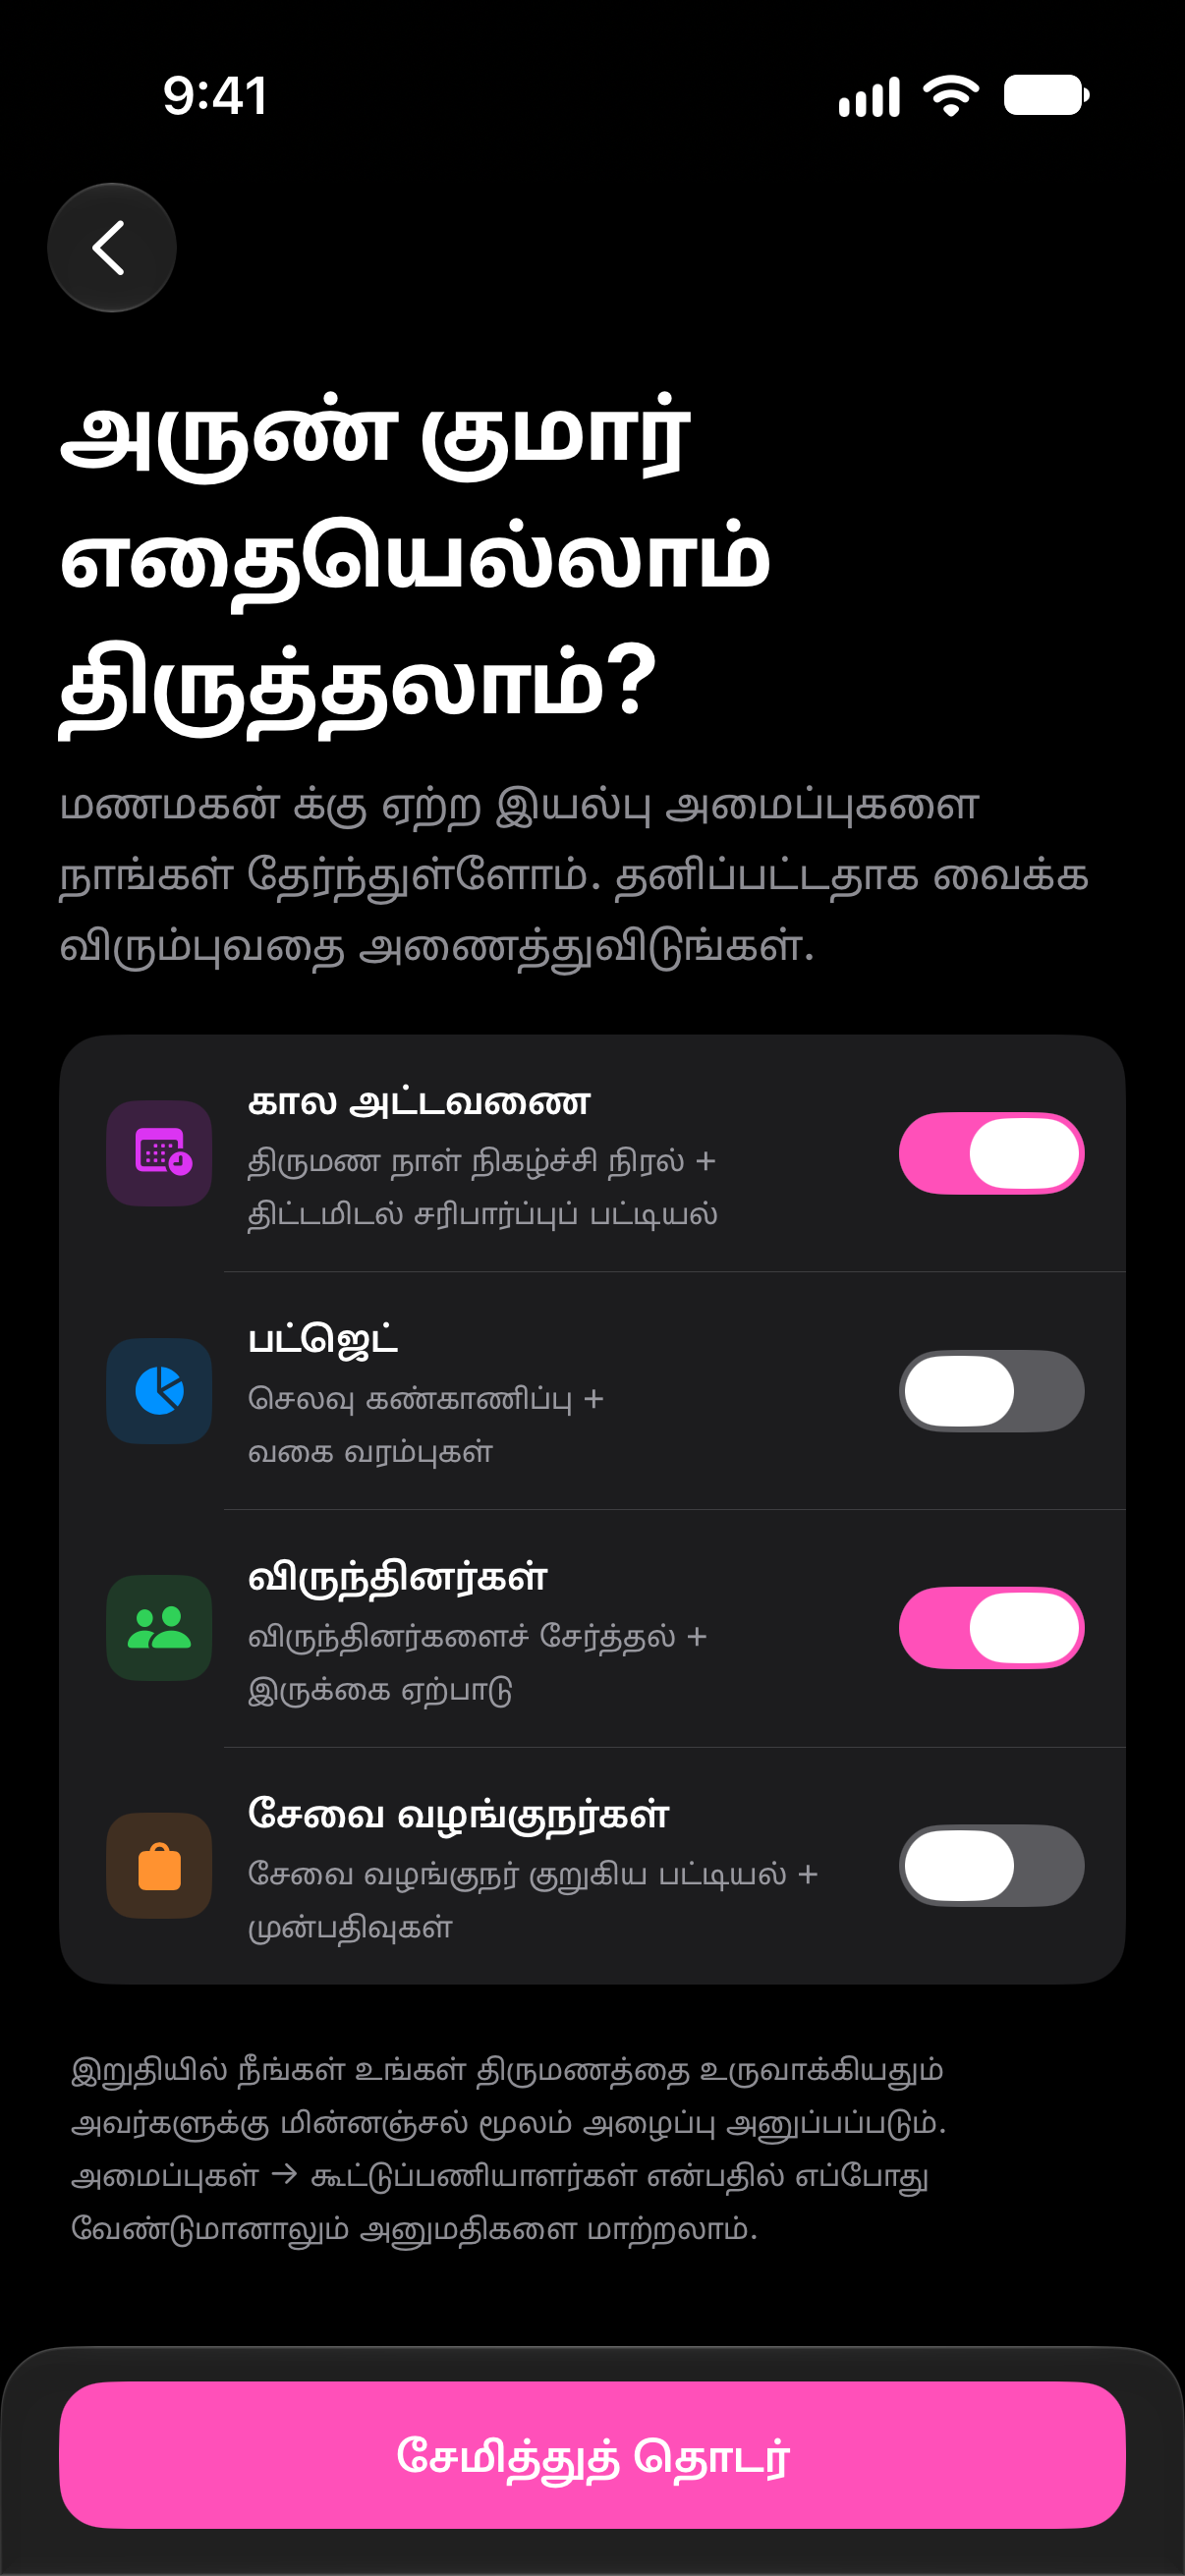 9:41
அருண் குமார்
எதையெல்லாம்
திருத்தலாம்?
மணமகன் க்கு ஏற்ற இயல்பு அமைப்புகளை
நாங்கள் தேர்ந்துள்ளோம். தனிப்பட்டதாக வைக்க
விரும்புவதை அணைத்துவிடுங்கள்.
கால அட்டவணை
திருமண நாள் நிகழ்ச்சி நிரல் +
திட்டமிடல் சரிபார்ப்புப் பட்டியல்
பட்ஜெட்
செலவு கண்காணிப்பு +
வகை வரம்புகள்
விருந்தினர்கள்
விருந்தினர்களைச் சேர்த்தல் +
இருக்கை ஏற்பாடு
சேவை வழங்குநர்கள்
சேவை வழங்குநர் குறுகிய பட்டியல் +
முன்பதிவுகள்
இறுதியில் நீங்கள் உங்கள் திருமணத்தை உருவாக்கியதும்
அவர்களுக்கு மின்னஞ்சல் மூலம் அழைப்பு அனுப்பப்படும்.
அமைப்புகள் → கூட்டுப்பணியாளர்கள் என்பதில் எப்போது
வேண்டுமானாலும் அனுமதிகளை மாற்றலாம்.
சேமித்துத் தொடர்